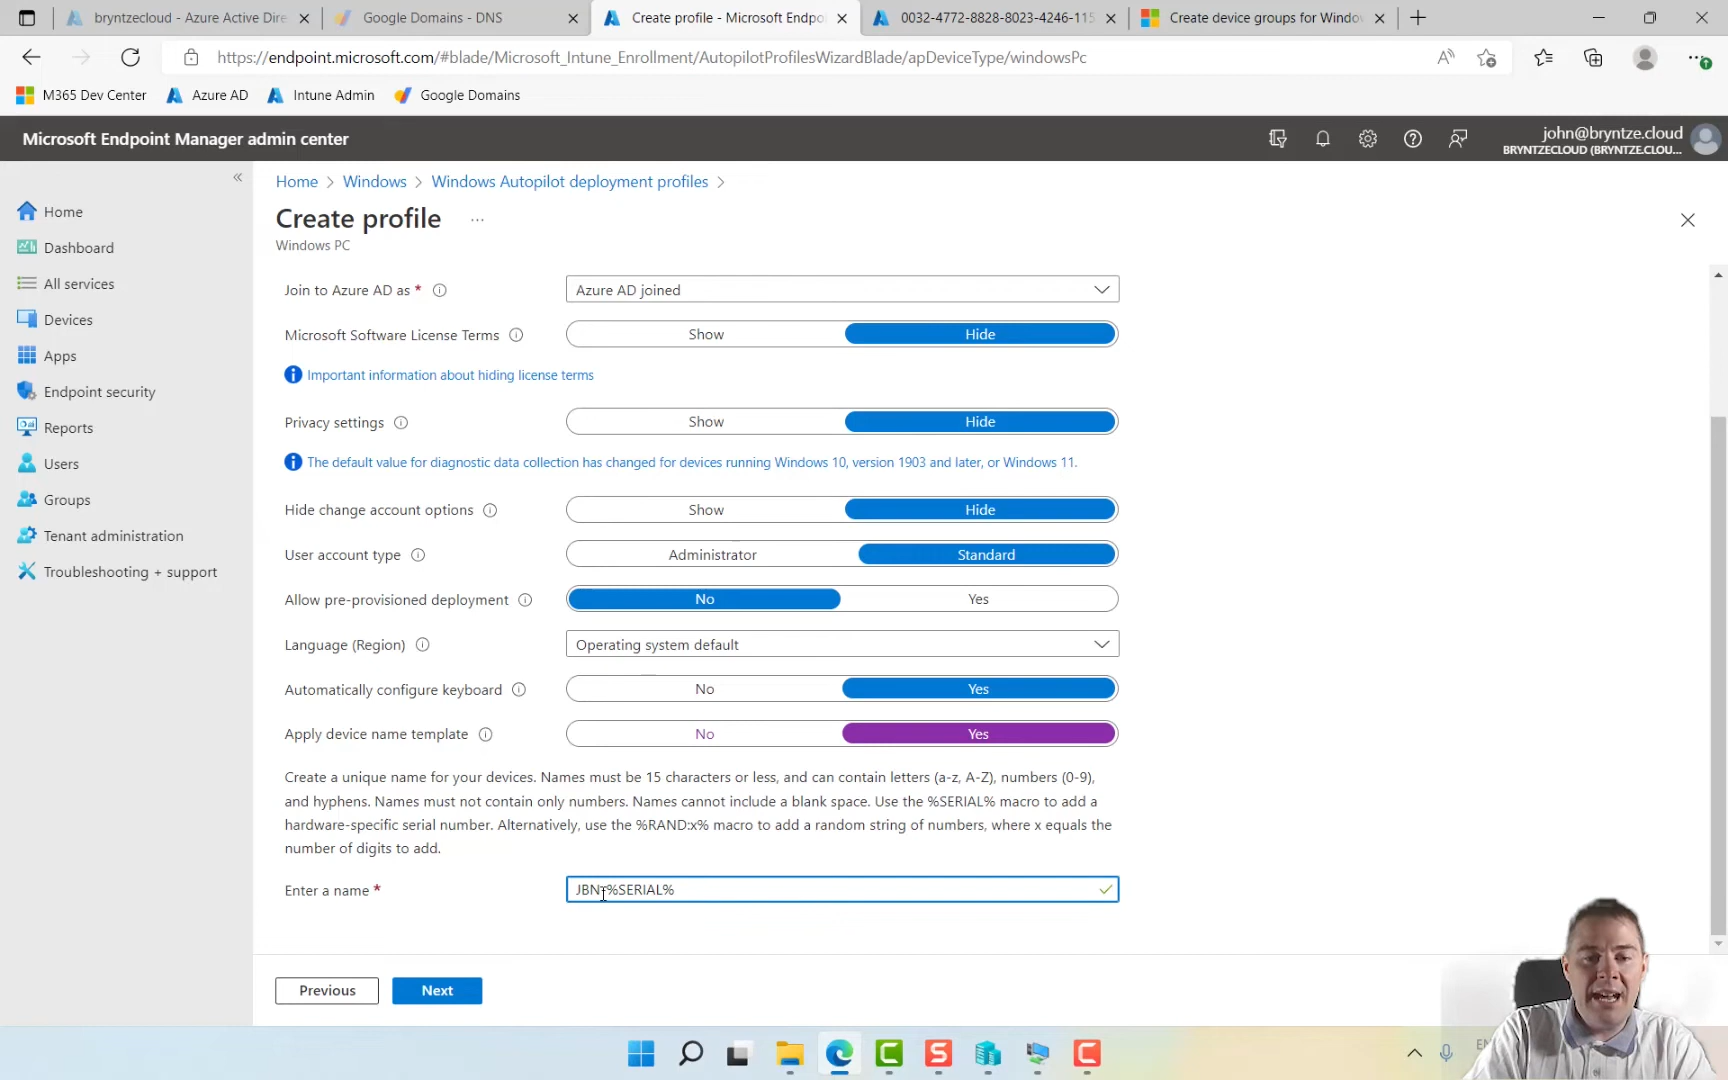 bryntzecloud - Azure Active Dire
Google Domains - DNS
Create profile - Microsoft Endpo
0032-4772-8828-8023-4246-115
Create device groups for Windo
https://endpoint.microsoft.com/#blade/Microsoft_Intune_Enrollment/AutopilotProfilesWizardBlade/apDeviceType/windowsPc
M365 Dev Center
Azure AD
Intune Admin
Google Domains
Microsoft Endpoint Manager admin center
john@bryntze.cloud
BRYNTZECLOUD (BRYNTZE.CLOU...
Home
Dashboard
All services
Devices
Apps
Endpoint security
Reports
Users
Groups
Tenant administration
Troubleshooting + support
Home > Windows > Windows Autopilot deployment profiles >
Create profile ...
Windows PC
Join to Azure AD as *
Azure AD joined
Microsoft Software License Terms
Show Hide
Important information about hiding license terms
Privacy settings
Show Hide
The default value for diagnostic data collection has changed for devices running Windows 10, version 1903 and later, or Windows 11.
Hide change account options
Show Hide
User account type
Administrator Standard
Allow pre-provisioned deployment
No Yes
Language (Region)
Operating system default
Automatically configure keyboard
No Yes
Apply device name template
No Yes
Create a unique name for your devices. Names must be 15 characters or less, and can contain letters (a-z, A-Z), numbers (0-9),
and hyphens. Names must not contain only numbers. Names cannot include a blank space. Use the %SERIAL% macro to add a
hardware-specific serial number. Alternatively, use the %RAND:x% macro to add a random string of numbers, where x equals the
number of digits to add.
Enter a name *
JBN-%SERIAL%
Previous
Next